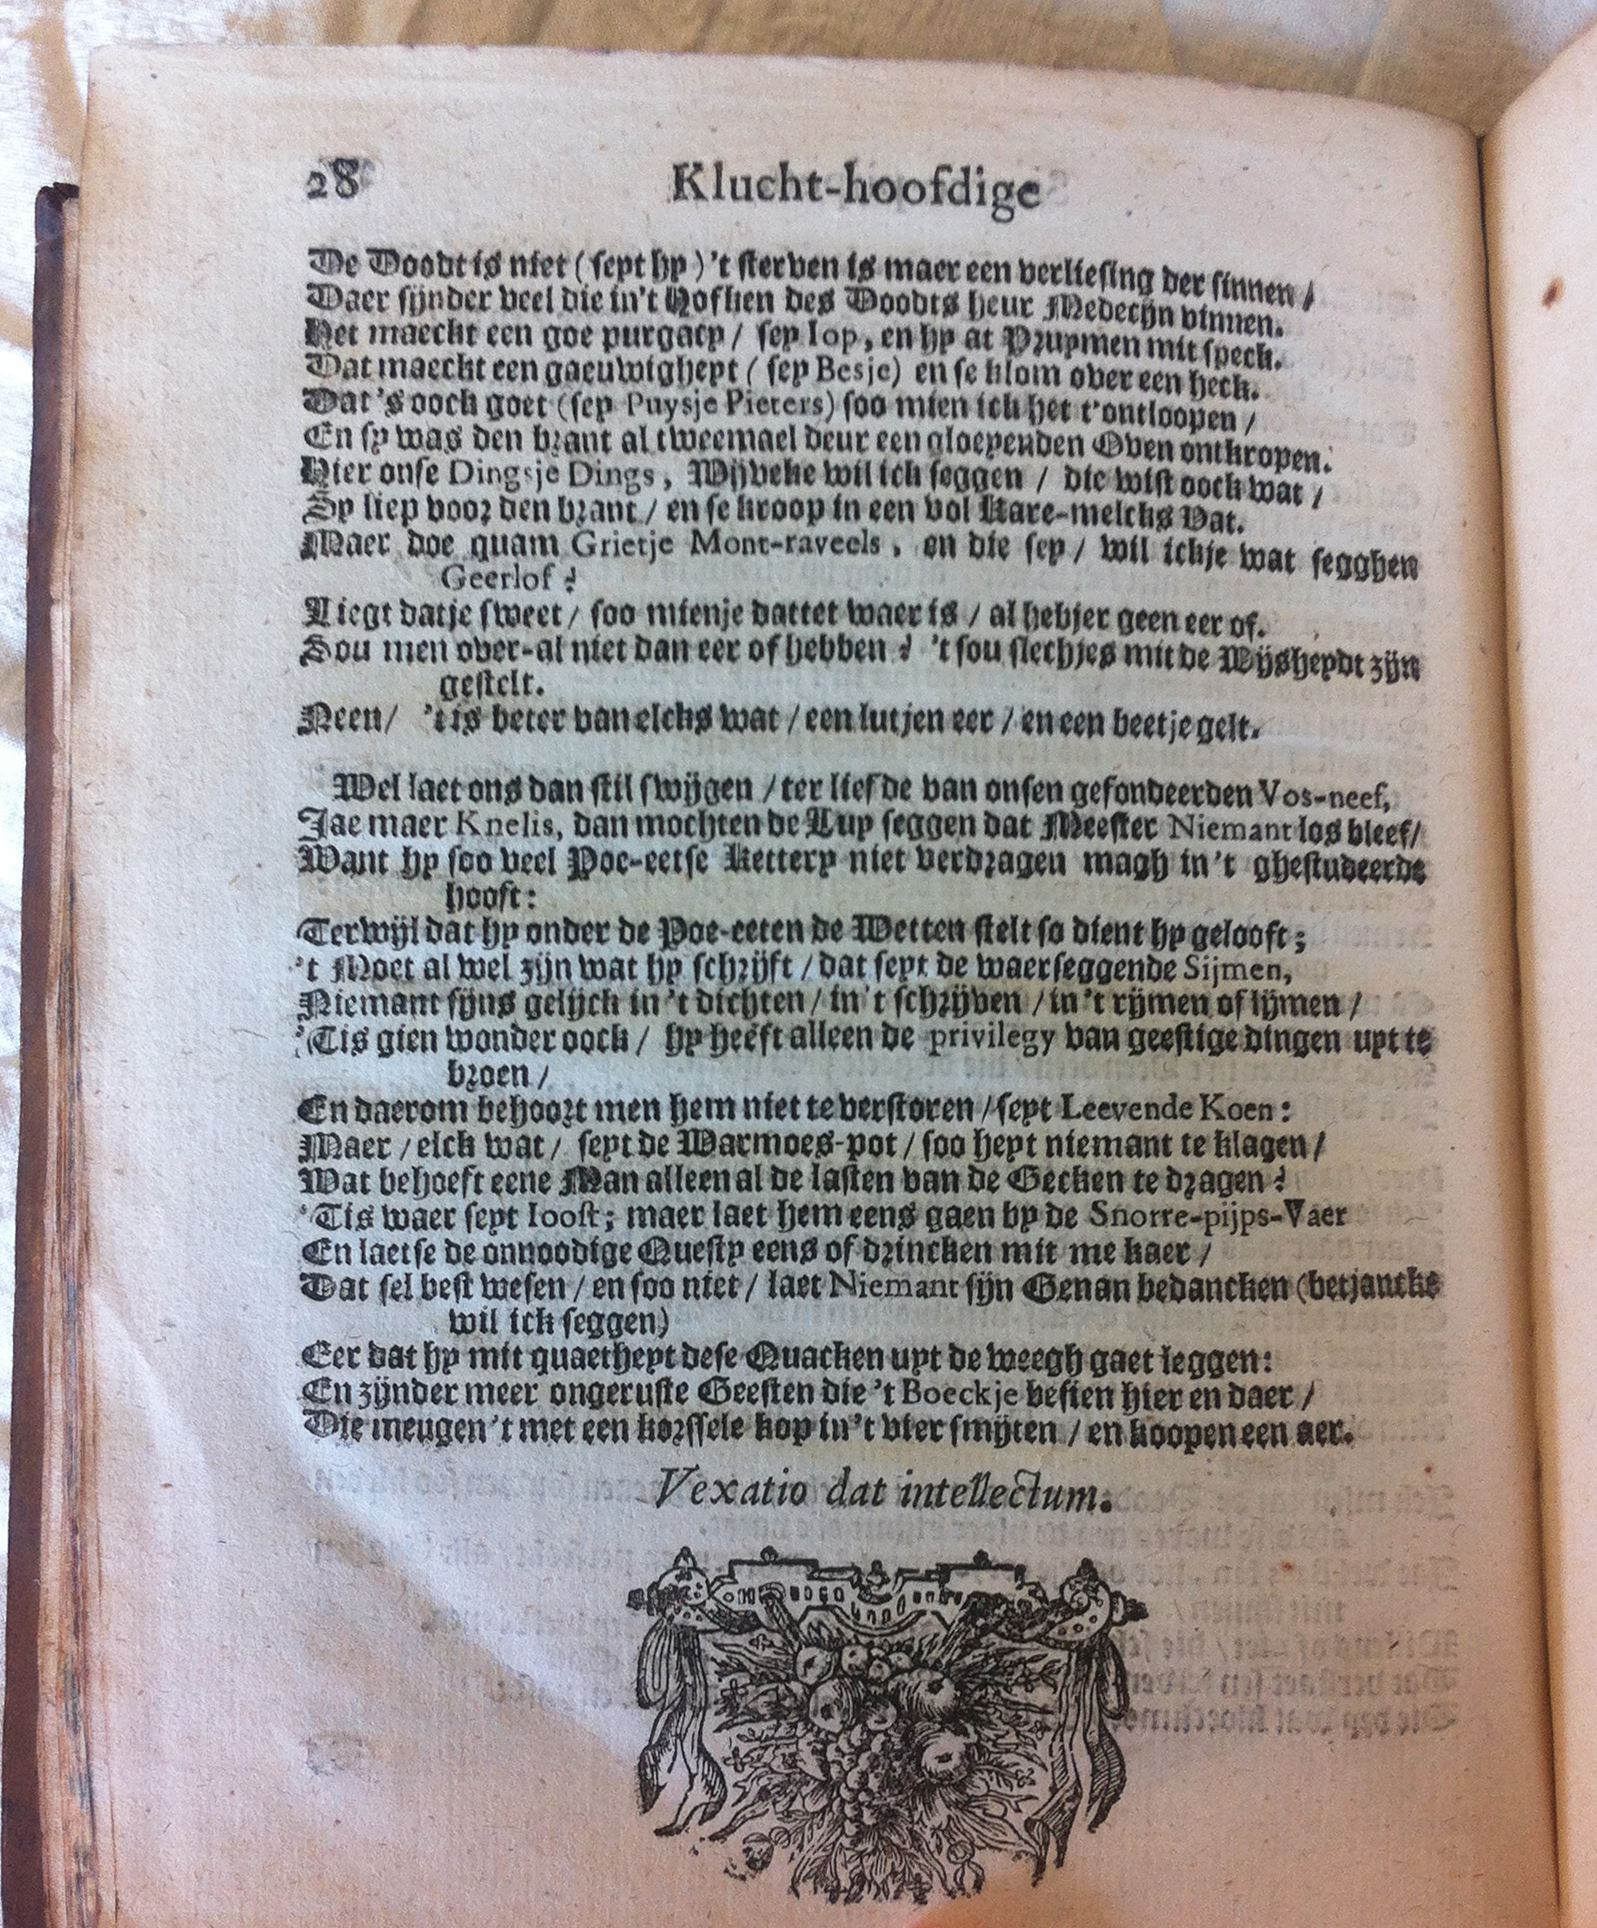 28 Klucht-hoofdige
De Doodt is niet (seyt hy) 't sterven is maer een verliesing der sinnen /
Daer sijnder veel die in't Hofken des Doodts heur Medecijn vinnen.
Het maeckt een goe purgacy / sey Iop, en hy at Pruymen mit speck.
Dat maeckt een gaeuwigheyt (sey Besje) en se klom over een heck.
Dat 's oock goet (sey Puysje Pieters) soo mien ick het t'ontloopen /
En sy was den brant al tweemael deur een gloeyenden Oven ontkropen.
Hier onse Dingsje Dings, Wijveke wil ick seggen / die wist oock wat /
Sy liep voor den brant / en se kroop in een vol Kare-melcks Vat.
Maer doe quam Grietje Mont-raveels, en die sey / wil ickje wat segghen
Geerlof?
Liegt datje sweet / soo mienje dattet waer is / al hebjer geen eer of.
Sou men over-al niet dan eer of hebben? 't sou slechjes mit de Wijsheydt zijn
gestelt.
Neen / 't is beter van elcks wat / een lutjen eer / en een beetje gelt.
Wel laet ons dan stil swijgen / ter liefde van onsen gefondeerden Vos-neef,
Jae maer Knelis, dan mochten de Luy seggen dat Meester Niemant los bleef /
Want hy soo veel Poe-eetse Kettery niet verdragen magh in't ghestudeerde
hooft:
Terwijl dat hy onder de Poe-eeten de Wetten stelt so dient hy gelooft;
't Moet al wel zijn wat hy schrijft / dat seyt de waerseggende Sijmen,
Niemant sijns gelijck in 't dichten / in 't schrijven / in 't rijmen of lijmen /
'Tis gien wonder oock / hy heeft alleen de privilegy van geestige dingen uyt te
broen /
En daerom behoort men hem niet te verstoren / seyt Leevende Koen:
Maer / elck wat / seyt de Warmoes-pot / soo heyt niemant te klagen /
Wat behoeft eene Man alleen al de lasten van de Gecken te dragen?
'Tis waer seyt Ioost; maer laet hem eens gaen by de Snorre-pijps-Vaer
En laetse de onnoodige Questy eens of drincken mit me kaer /
Dat sel best wesen / en soo niet / laet Niemant sijn Genan bedancken (betjancke
wil ick seggen)
Eer dat hy mit quaetheyt dese Quacken uyt de weegh gaet leggen:
En zijnder meer ongeruste Geesten die 't Boeckje besien hier en daer /
Die meugen 't met een korssele kop in't vier smijten / en koopen een aer.
Vexatio dat intellectum.